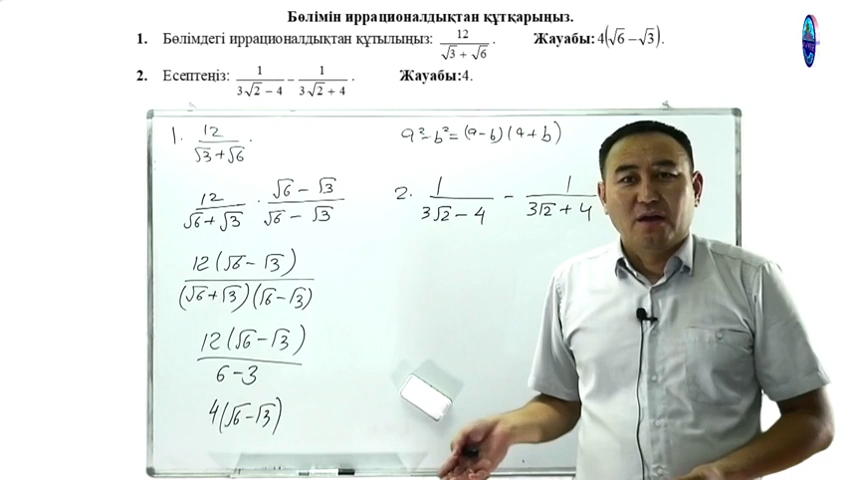 Бөлімін иррационалдықтан құтқарыңыз.
1. Бөлімдегі иррационалдықтан құтылыңыз: 12/(√3 + √6). Жауабы: 4(√6 – √3).
2. Есептеңіз: 1/(3√2 – 4) – 1/(3√2 + 4). Жауабы:4.
1. 12/(√3+√6).
12/(√6+√3) · (√6 – √3)/(√6 – √3)
12(√6 – √3)/((√6+√3)(√6–√3))
12(√6–√3)/(6–3)
4(√6–√3)
a²–b²=(a–b)(a+b)
2. 1/(3√2–4) – 1/(3√2+4)